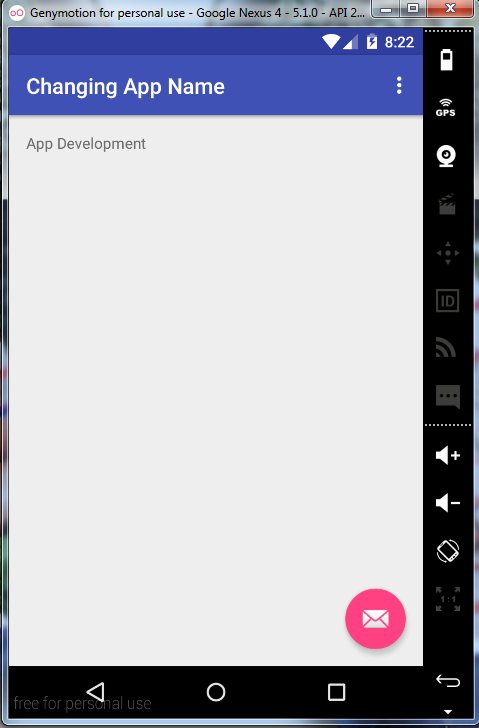 Genymotion for personal use - Google Nexus 4 - 5.1.0 - API 2...
8:22
Changing App Name
GPS
App Development
ID
1:1
free for personal use